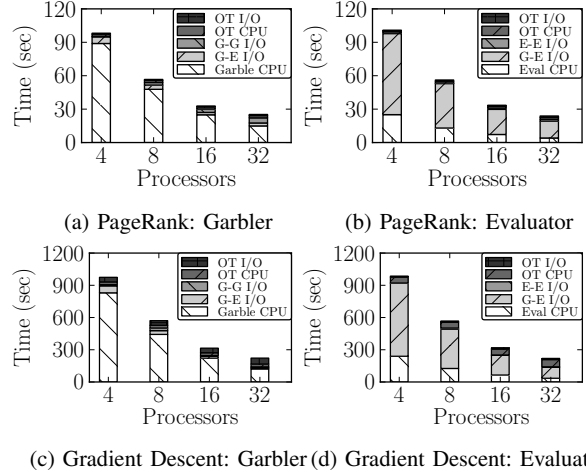 120
90
60
30
0
Time (sec)
OT I/O
OT CPU
G-G I/O
G-E I/O
Garble CPU
4 8 16 32
Processors
(a) PageRank: Garbler
120
90
60
30
0
Time (sec)
OT I/O
OT CPU
E-E I/O
G-E I/O
Eval CPU
4 8 16 32
Processors
(b) PageRank: Evaluator
1200
900
600
300
0
Time (sec)
OT I/O
OT CPU
G-G I/O
G-E I/O
Garble CPU
4 8 16 32
Processors
(c) Gradient Descent: Garbler
1200
900
600
300
0
Time (sec)
OT I/O
OT CPU
E-E I/O
G-E I/O
Eval CPU
4 8 16 32
Processors
(d) Gradient Descent: Evaluat